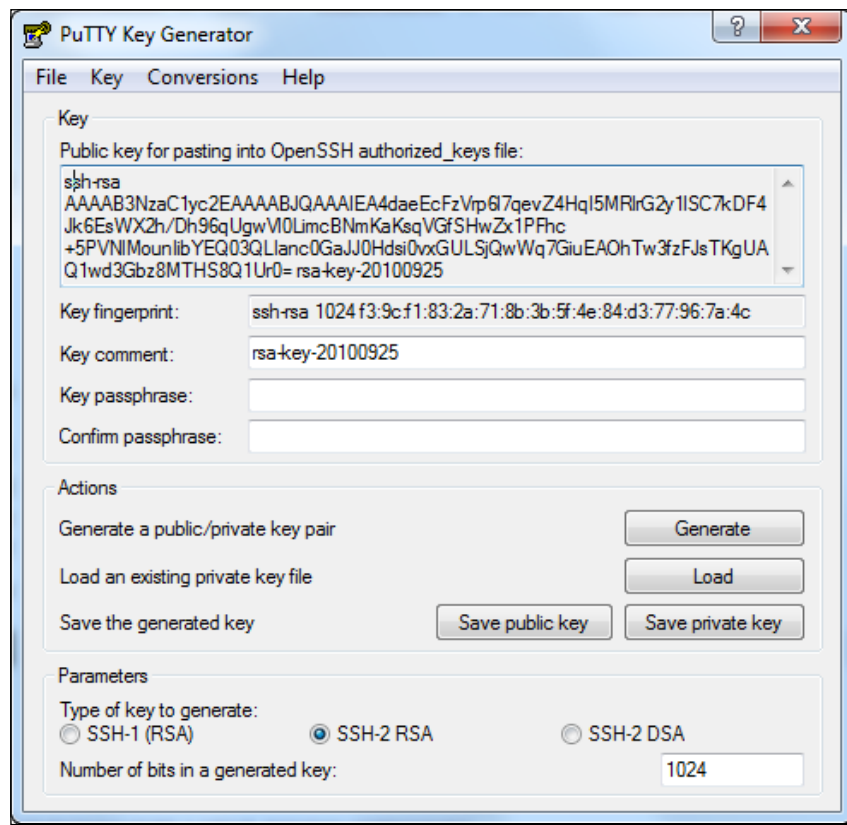 PuTTY Key Generator
File Key Conversions Help
Key
Public key for pasting into OpenSSH authorized_keys file:
ssh-rsa
AAAAB3NzaC1yc2EAAAABJQAAAIEA4daeEcFzVrp6I7qevZ4HqI5MRIrG2y1ISC7kDF4
Jk6EsWX2h/Dh96qUgwVI0LimcBNmKaKsqVGfSHwZx1PFhc
+5PVNIMounIibYEQ03QLIanc0GaJJ0Hdsi0vxGULSjQwWq7GiuEAOhTw3fzFJsTKgUA
Q1wd3Gbz8MTHS8Q1Ur0= rsa-key-20100925
Key fingerprint: ssh-rsa 1024 f3:9c:f1:83:2a:71:8b:3b:5f:4e:84:d3:77:96:7a:4c
Key comment: rsa-key-20100925
Key passphrase:
Confirm passphrase:
Actions
Generate a public/private key pair Generate
Load an existing private key file Load
Save the generated key Save public key Save private key
Parameters
Type of key to generate:
SSH-1 (RSA) SSH-2 RSA SSH-2 DSA
Number of bits in a generated key: 1024